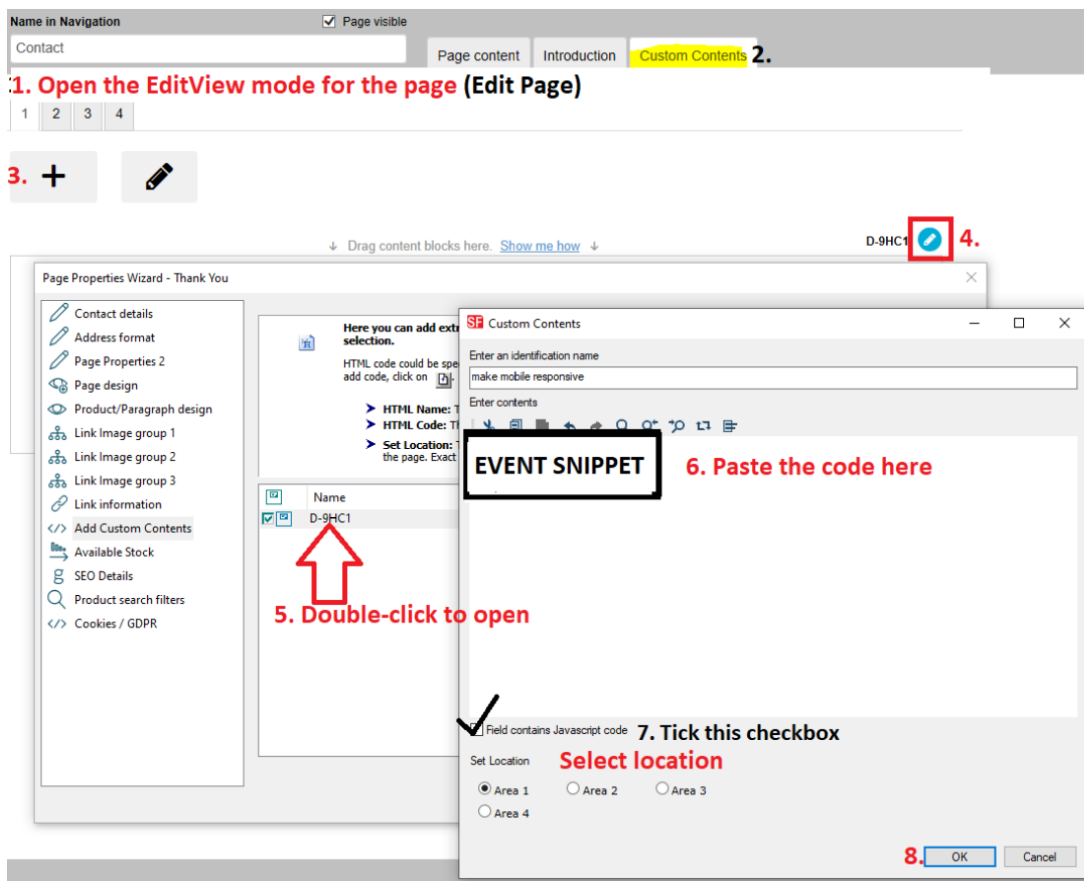 Name in Navigation
Page visible
Contact
Page content
Introduction
Custom Contents
2.
1. Open the EditView mode for the page (Edit Page)
1 2 3 4
3.
Drag content blocks here. Show me how
D-9HC1
4.
Page Properties Wizard - Thank You
Contact details
Address format
Page Properties 2
Page design
Product/Paragraph design
Link Image group 1
Link Image group 2
Link Image group 3
Link information
Add Custom Contents
Available Stock
SEO Details
Product search filters
Cookies / GDPR
Here you can add extr
selection.
HTML code could be spe
add code, click on
HTML Name: T
HTML Code: Th
Set Location: T
the page. Exact
Name
D-9HC1
5. Double-click to open
SF Custom Contents
Enter an identification name
make mobile responsive
Enter contents
EVENT SNIPPET
6. Paste the code here
Field contains Javascript code
7. Tick this checkbox
Set Location
Select location
Area 1
Area 2
Area 3
Area 4
8.
OK
Cancel